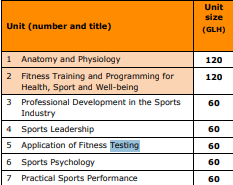 Unit (number and title)
Unit
size
(GLH)
1 Anatomy and Physiology 120
2 Fitness Training and Programming for 120
Health, Sport and Well-being
3 Professional Development in the Sports 60
Industry
4 Sports Leadership 60
5 Application of Fitness Testing 60
6 Sports Psychology 60
7 Practical Sports Performance 60